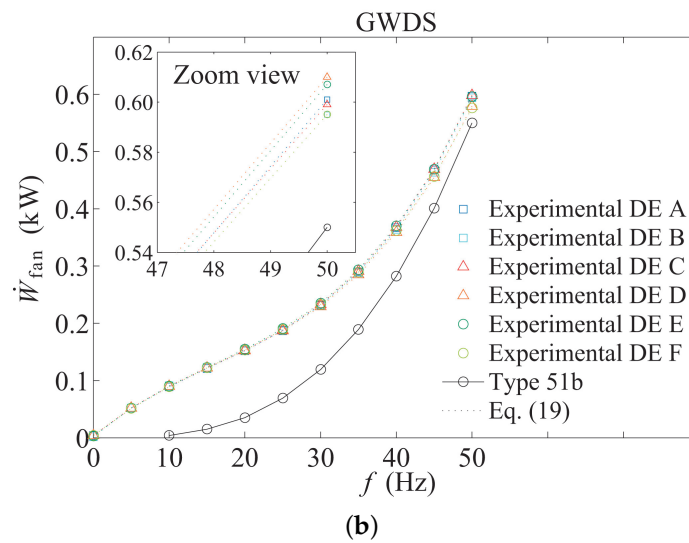 GWDS
0.62
Zoom view
0.60
0.58
0.56
0.54
47 48 49 50
0.6
0.5
0.4
0.3
0.2
0.1
0
Ẇfan (kW)
Experimental DE A
Experimental DE B
Experimental DE C
Experimental DE D
Experimental DE E
Experimental DE F
Type 51b
Eq. (19)
0 10 20 30 40 50
f (Hz)
(b)